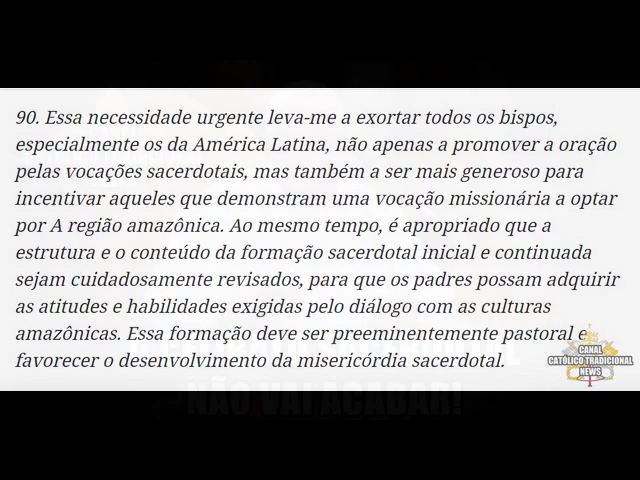 90. Essa necessidade urgente leva-me a exortar todos os bispos,
especialmente os da América Latina, não apenas a promover a oração
pelas vocações sacerdotais, mas também a ser mais generoso para
incentivar aqueles que demonstram uma vocação missionária a optar
por A região amazônica. Ao mesmo tempo, é apropriado que a
estrutura e o conteúdo da formação sacerdotal inicial e continuada
sejam cuidadosamente revisados, para que os padres possam adquirir
as atitudes e habilidades exigidas pelo diálogo com as culturas
amazônicas. Essa formação deve ser preeminentemente pastoral e
favorecer o desenvolvimento da misericórdia sacerdotal.
CANAL
CATÓLICO TRADICIONAL
NEWS
NÃO VAI ACABAR!